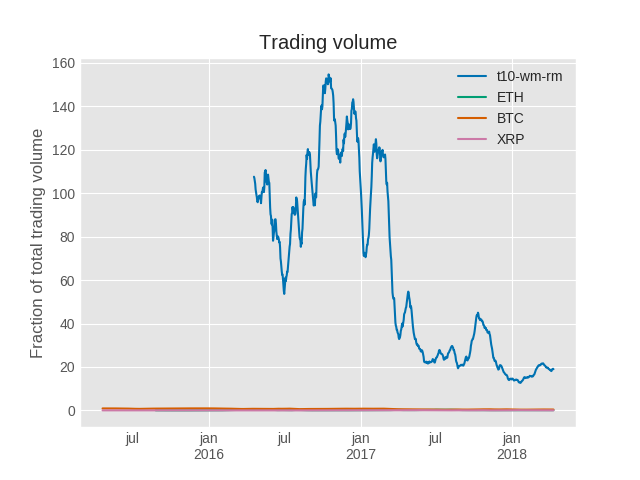 Trading volume
Fraction of total trading volume
160
140
120
100
80
60
40
20
0
t10-wm-rm
ETH
BTC
XRP
jul jan jul jan jul jan
2016 2017 2018